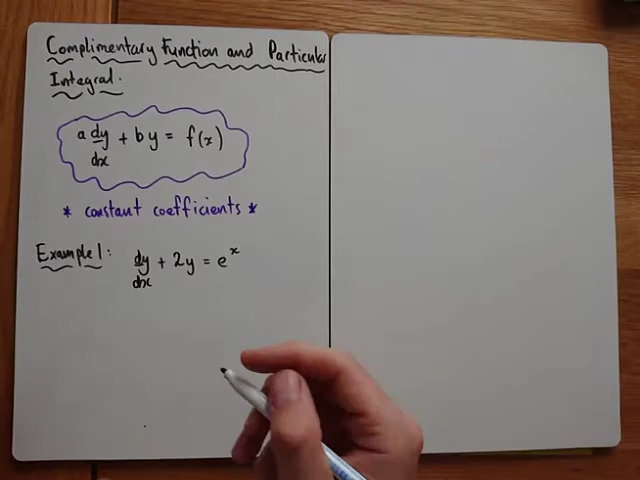 Complimentary Function and Particular
Integral.
a dy/dx + by = f(x)
* constant coefficients *
Example 1: dy/dx + 2y = e^x